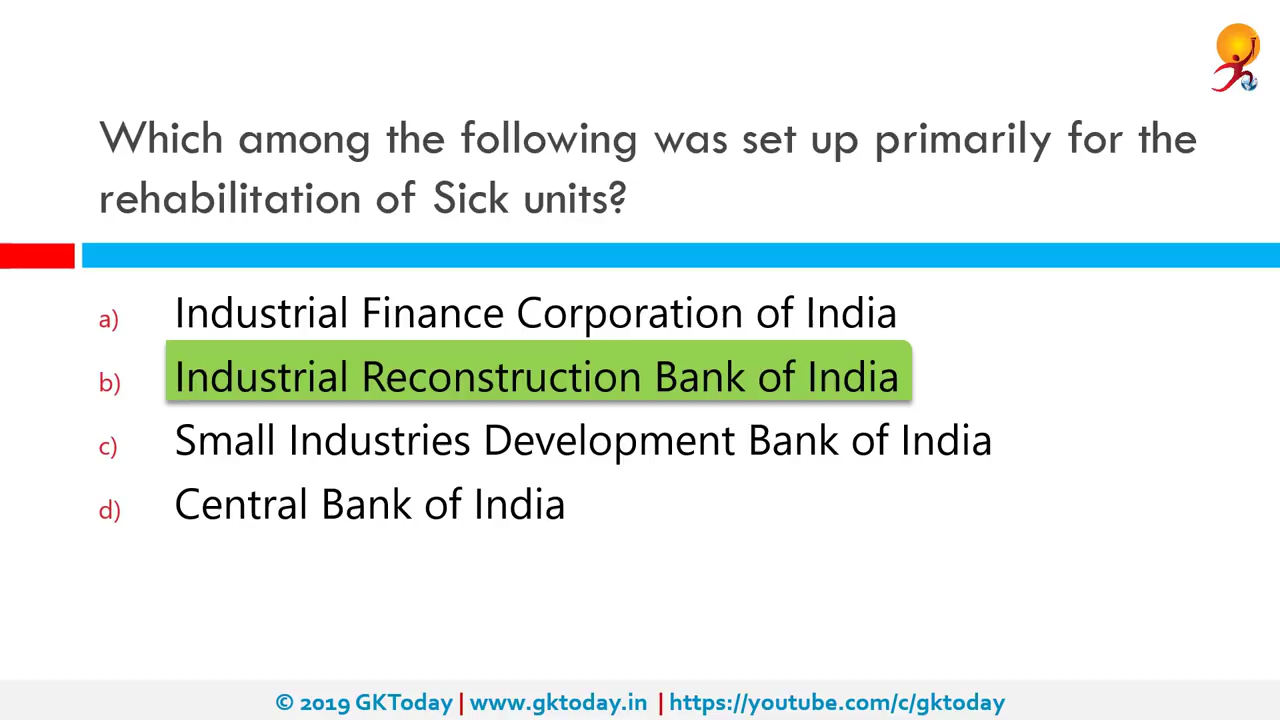 Which among the following was set up primarily for the
rehabilitation of Sick units?
a) Industrial Finance Corporation of India
b) Industrial Reconstruction Bank of India
c) Small Industries Development Bank of India
d) Central Bank of India
© 2019 GKToday | www.gktoday.in | https://youtube.com/c/gktoday